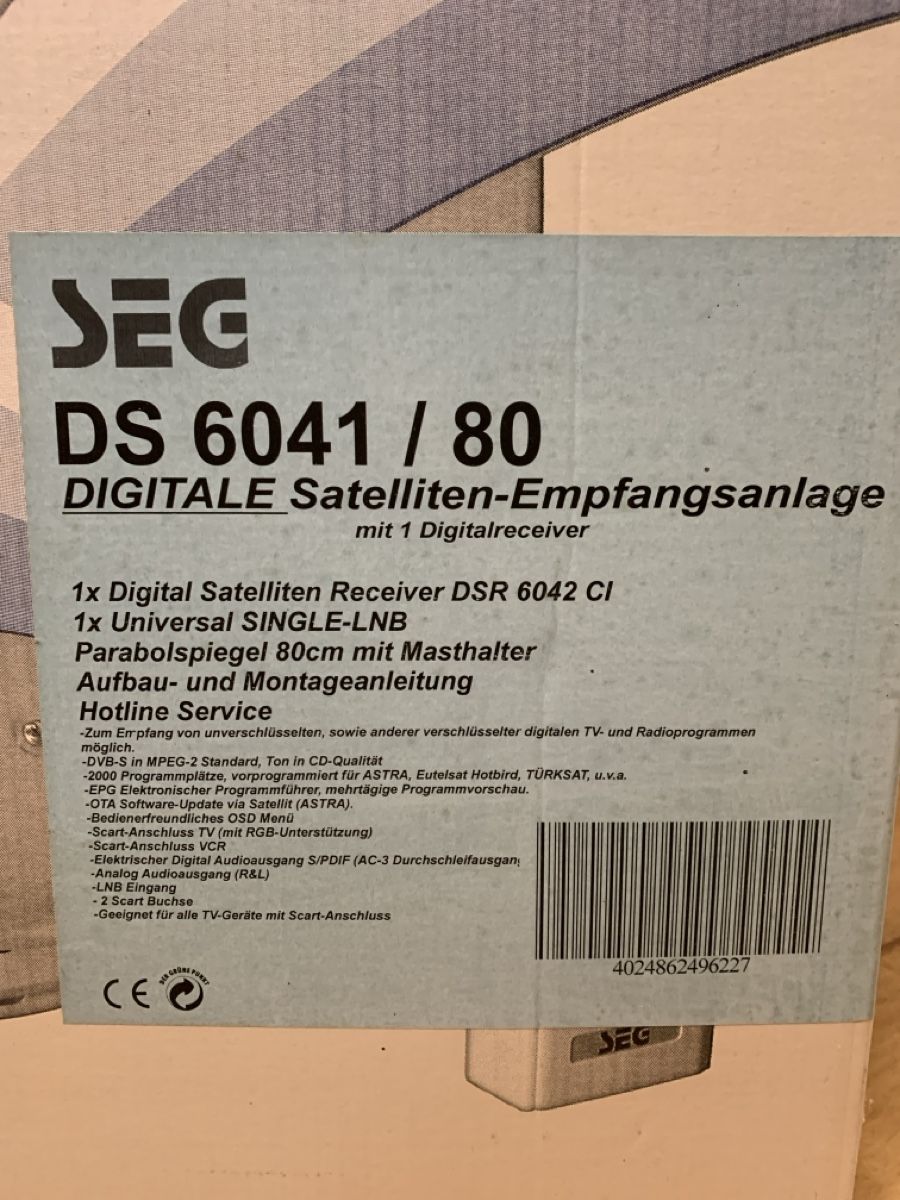 SEG
DS 6041 / 80
DIGITALE Satelliten-Empfangsanlage
mit 1 Digitalreceiver
1x Digital Satelliten Receiver DSR 6042 CI
1x Universal SINGLE-LNB
Parabolspiegel 80cm mit Masthalter
Aufbau- und Montageanleitung
Hotline Service
-Zum Empfang von unverschlüsselten, sowie anderer verschlüsselter digitalen TV- und Radioprogrammen
möglich.
-DVB-S in MPEG-2 Standard, Ton in CD-Qualität
-2000 Programmplätze, vorprogrammiert für ASTRA, Eutelsat Hotbird, TÜRKSAT, u.v.a.
-EPG Elektronischer Programmführer, mehrtägige Programmvorschau.
-OTA Software-Update via Satellit (ASTRA).
-Bedienerfreundliches OSD Menü
-Scart-Anschluss TV (mit RGB-Unterstützung)
-Scart-Anschluss VCR
-Elektrischer Digital Audioausgang S/PDIF (AC-3 Durchschleifausgang
-Analog Audioausgang (R&L)
-LNB Eingang
- 2 Scart Buchse
-Geeignet für alle TV-Geräte mit Scart-Anschluss
4024862496227
CE DER GRÜNE PUNKT
SEG